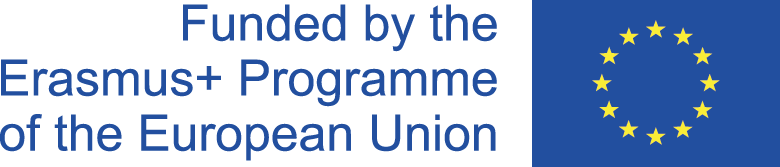 Funded by the
Erasmus+ Programme
of the European Union